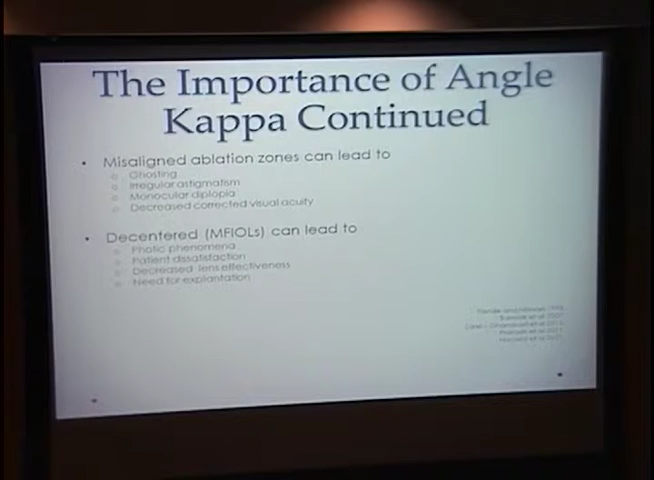 The Importance of Angle
Kappa Continued
• Misaligned ablation zones can lead to
○ Ghosting
○ Irregular astigmatism
○ Monocular diplopia
○ Decreased corrected visual acuity
• Decentered (MFIOLs) can lead to
○ Photic phenomena
○ Patient dissatisfaction
○ Decreased lens effectiveness
○ Need for explantation